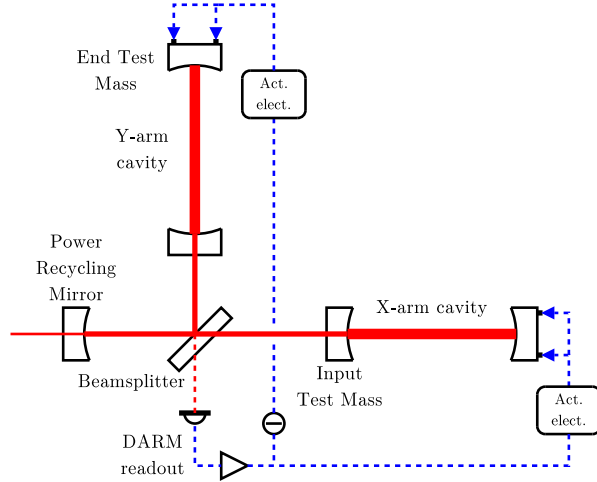 End Test
Mass
Act.
elect.
Y-arm
cavity
Power
Recycling
Mirror
X-arm cavity
Beamsplitter
Input
Test Mass
Act.
elect.
DARM
readout